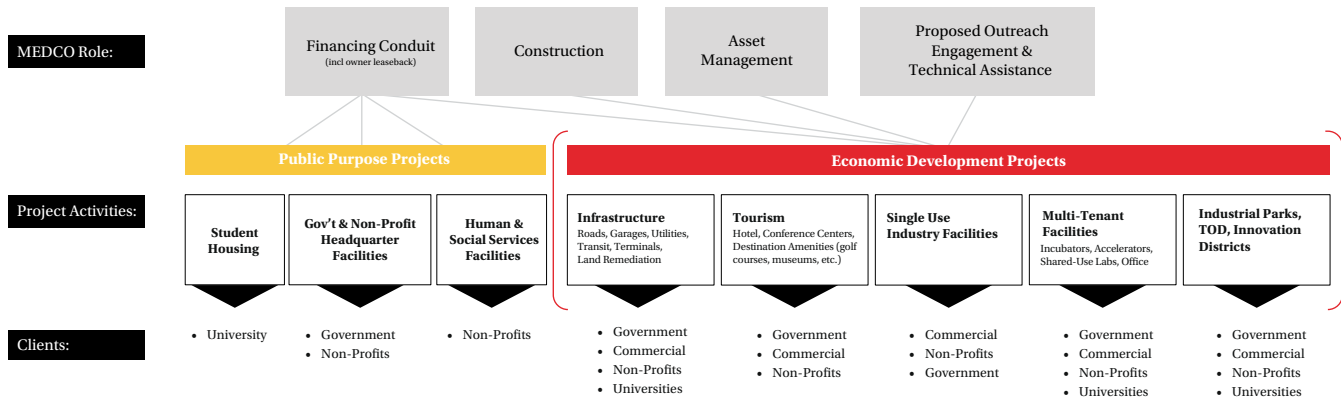 MEDCO Role:
Financing Conduit
(incl owner leaseback)
Construction
Asset
Management
Proposed Outreach
Engagement &
Technical Assistance
Public Purpose Projects
Economic Development Projects
Project Activities:
Student
Housing
Gov't & Non-Profit
Headquarter
Facilities
Human &
Social Services
Facilities
Infrastructure
Roads, Garages, Utilities,
Transit, Terminals,
Land Remediation
Tourism
Hotel, Conference Centers,
Destination Amenities (golf
courses, museums, etc.)
Single Use
Industry Facilities
Multi-Tenant
Facilities
Incubators, Accelerators,
Shared-Use Labs, Office
Industrial Parks,
TOD, Innovation
Districts
Clients:
• University
• Government
• Non-Profits
• Non-Profits
• Government
• Commercial
• Non-Profits
• Universities
• Government
• Commercial
• Non-Profits
• Commercial
• Non-Profits
• Government
• Government
• Commercial
• Non-Profits
• Universities
• Government
• Commercial
• Non-Profits
• Universities